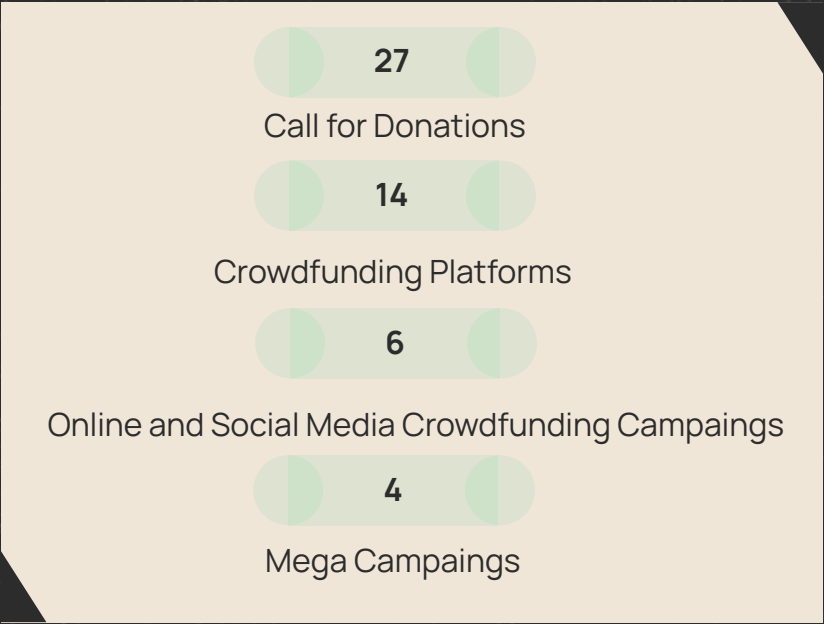 27
Call for Donations
14
Crowdfunding Platforms
6
Online and Social Media Crowdfunding Campaings
4
Mega Campaings